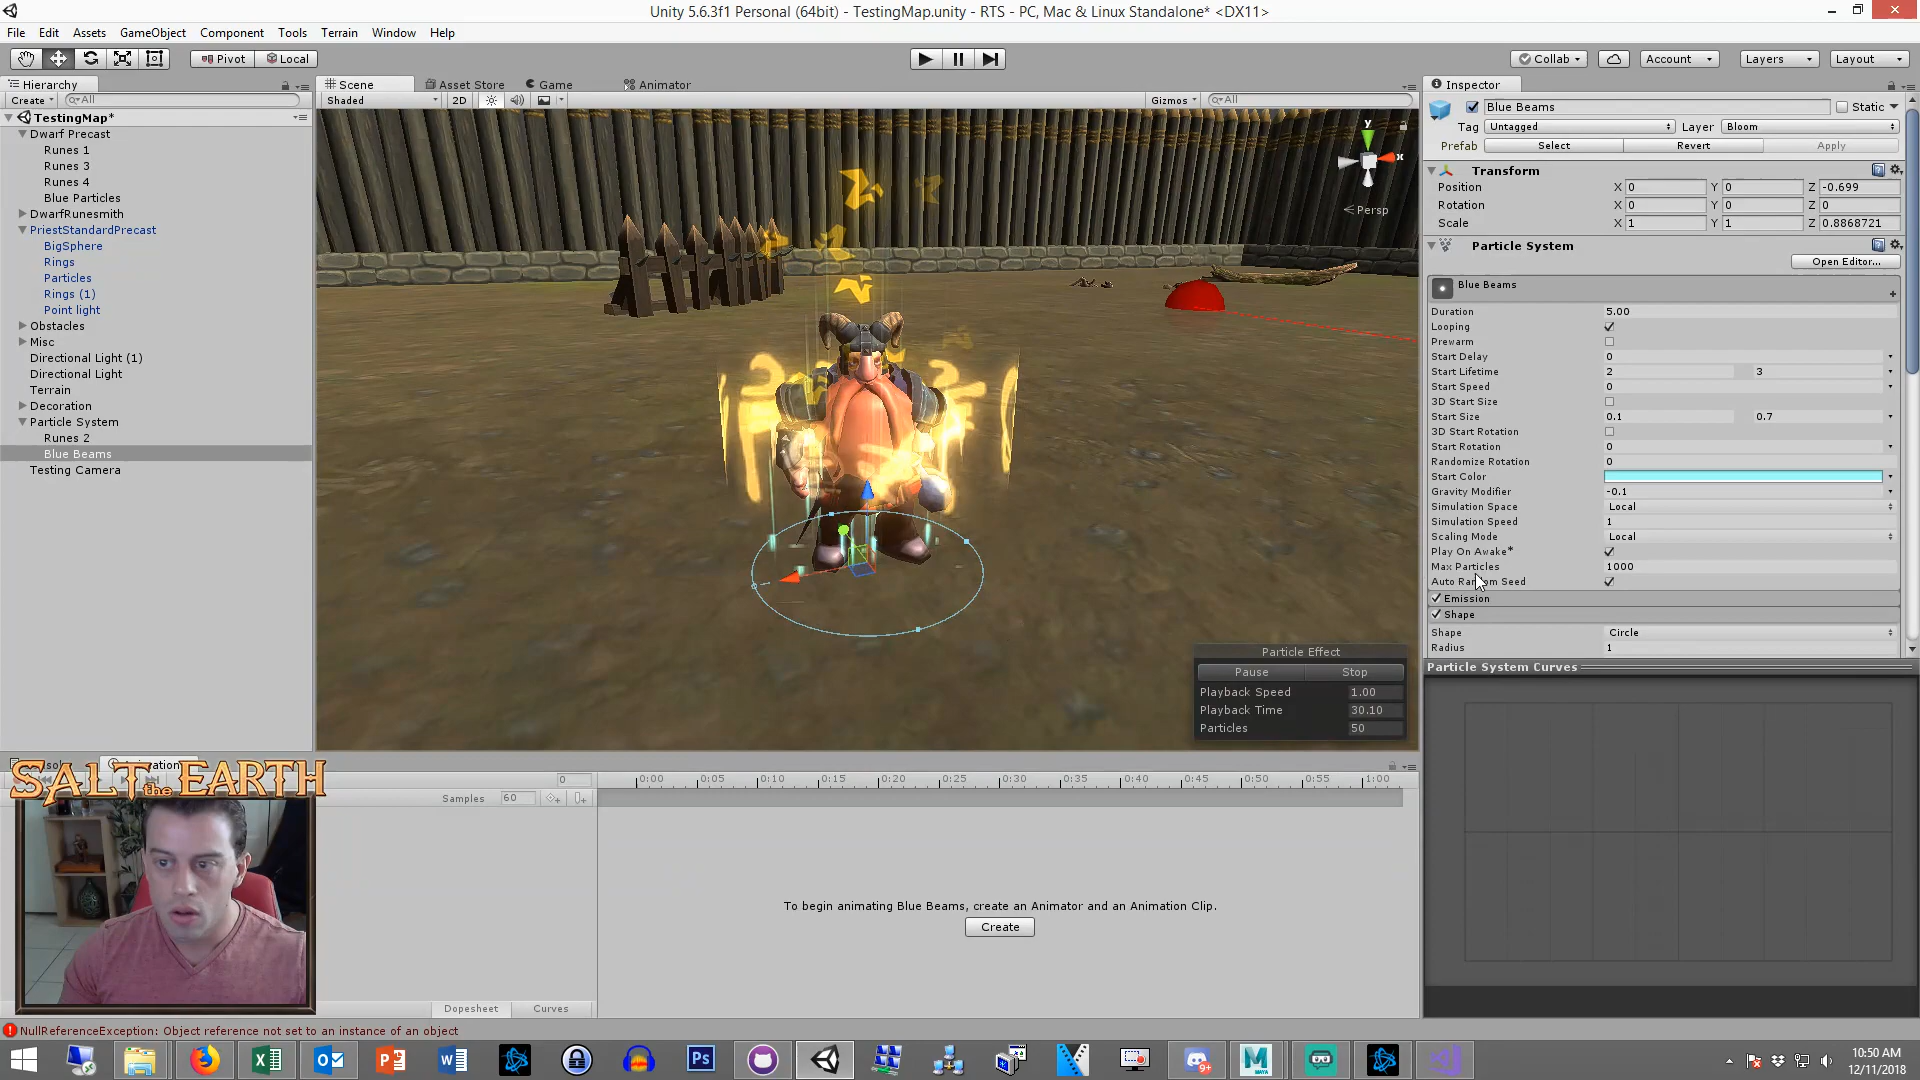 Unity 5.6.3f1 Personal (64bit) - TestingMap.unity - RTS - PC, Mac & Linux Standalone* <DX11>
File Edit Assets GameObject Component Tools Terrain Window Help
Pivot Local Collab Account Layers Layout
Hierarchy
Create All
TestingMap*
Dwarf Precast
Runes 1
Runes 3
Runes 4
Blue Particles
DwarfRunesmith
PriestStandardPrecast
BigSphere
Rings
Particles
Rings (1)
Point light
Obstacles
Misc
Directional Light (1)
Directional Light
Terrain
Decoration
Particle System
Runes 2
Blue Beams
Testing Camera
Scene Asset Store Game Animator
Shaded 2D Gizmos All
y
x
Persp
Particle Effect
Pause Stop
Playback Speed 1.00
Playback Time 30.10
Particles 50
Inspector
Blue Beams Static
Tag Untagged Layer Bloom
Prefab Select Revert Apply
Transform
Position X 0 Y 0 Z -0.699
Rotation X 0 Y 0 Z 0
Scale X 1 Y 1 Z 0.8868721
Particle System
Open Editor...
Blue Beams
Duration 5.00
Looping
Prewarm
Start Delay 0
Start Lifetime 2 3
Start Speed 0
3D Start Size
Start Size 0.1 0.7
3D Start Rotation
Start Rotation 0
Randomize Rotation 0
Start Color
Gravity Modifier -0.1
Simulation Space Local
Simulation Speed 1
Scaling Mode Local
Play On Awake*
Max Particles 1000
Auto Random Seed
Emission
Shape
Shape Circle
Radius 1
Particle System Curves
SALT the EARTH
Samples 60
0
0:00 0:05 0:10 0:15 0:20 0:25 0:30 0:35 0:40 0:45 0:50 0:55 1:00
To begin animating Blue Beams, create an Animator and an Animation Clip.
Create
Dopesheet Curves
NullReferenceException: Object reference not set to an instance of an object
Ps
9+
MAYA
10:50 AM
12/11/2018